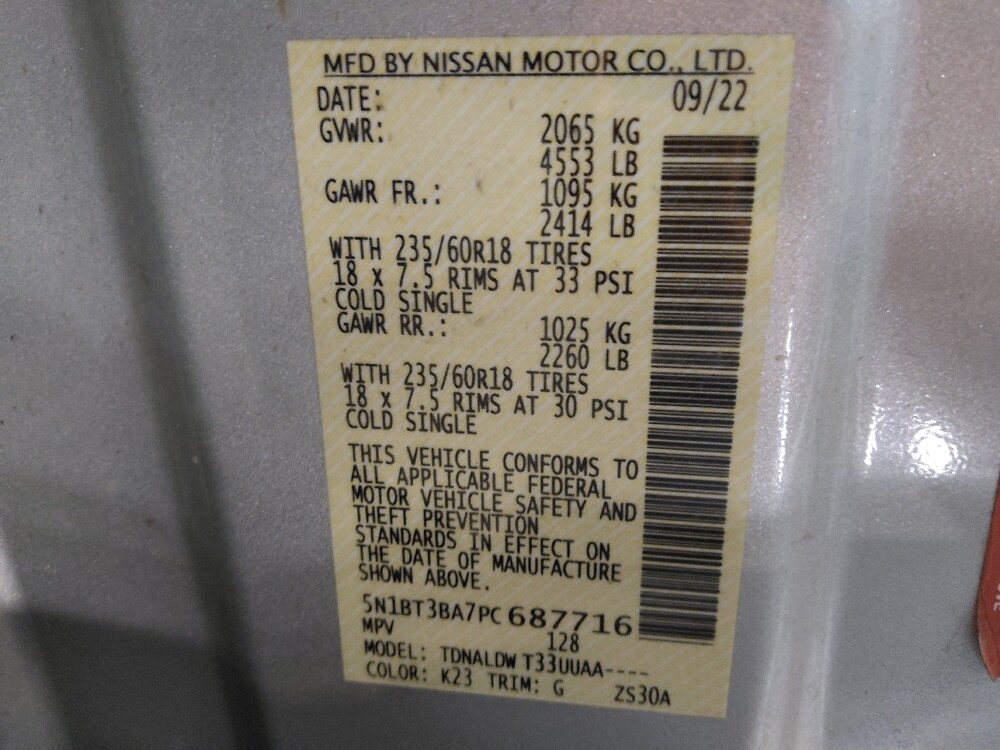 MFD BY NISSAN MOTOR CO., LTD.
DATE: 09/22
GVWR: 2065 KG
4553 LB
GAWR FR.: 1095 KG
2414 LB
WITH 235/60R18 TIRES
18 x 7.5 RIMS AT 33 PSI
COLD SINGLE
GAWR RR.: 1025 KG
2260 LB
WITH 235/60R18 TIRES
18 x 7.5 RIMS AT 30 PSI
COLD SINGLE
THIS VEHICLE CONFORMS TO
ALL APPLICABLE FEDERAL
MOTOR VEHICLE SAFETY AND
THEFT PREVENTION
STANDARDS IN EFFECT ON
THE DATE OF MANUFACTURE
SHOWN ABOVE.
5N1BT3BA7PC687716
MPV 128
MODEL: TDNALDW T33UUAA----
COLOR: K23 TRIM: G ZS30A